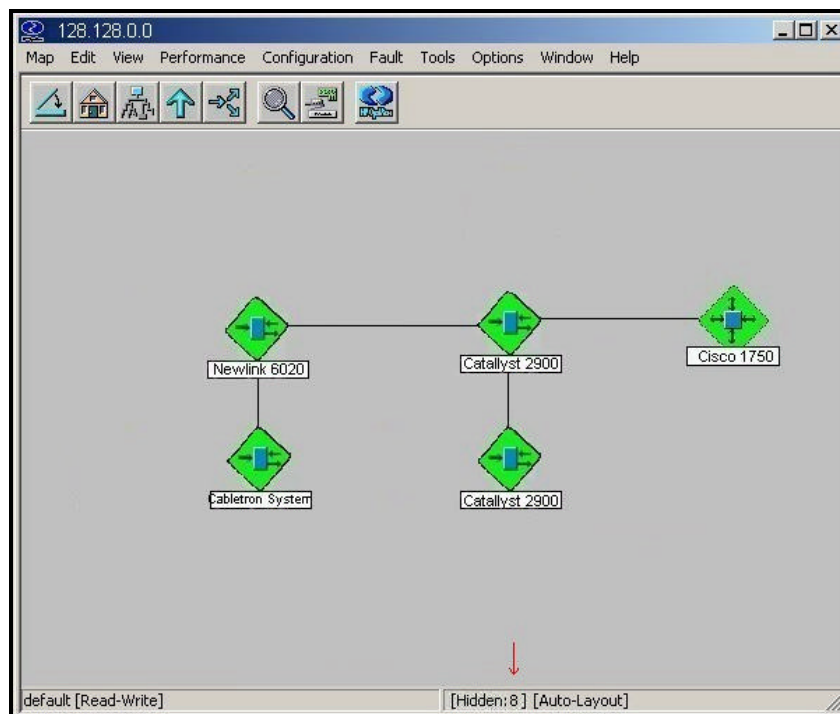 128.128.0.0
Map Edit View Performance Configuration Fault Tools Options Window Help
Newlink 6020
Catallyst 2900
Cisco 1750
Cabletron System
Catallyst 2900
default [Read-Write]
[Hidden:8] [Auto-Layout]